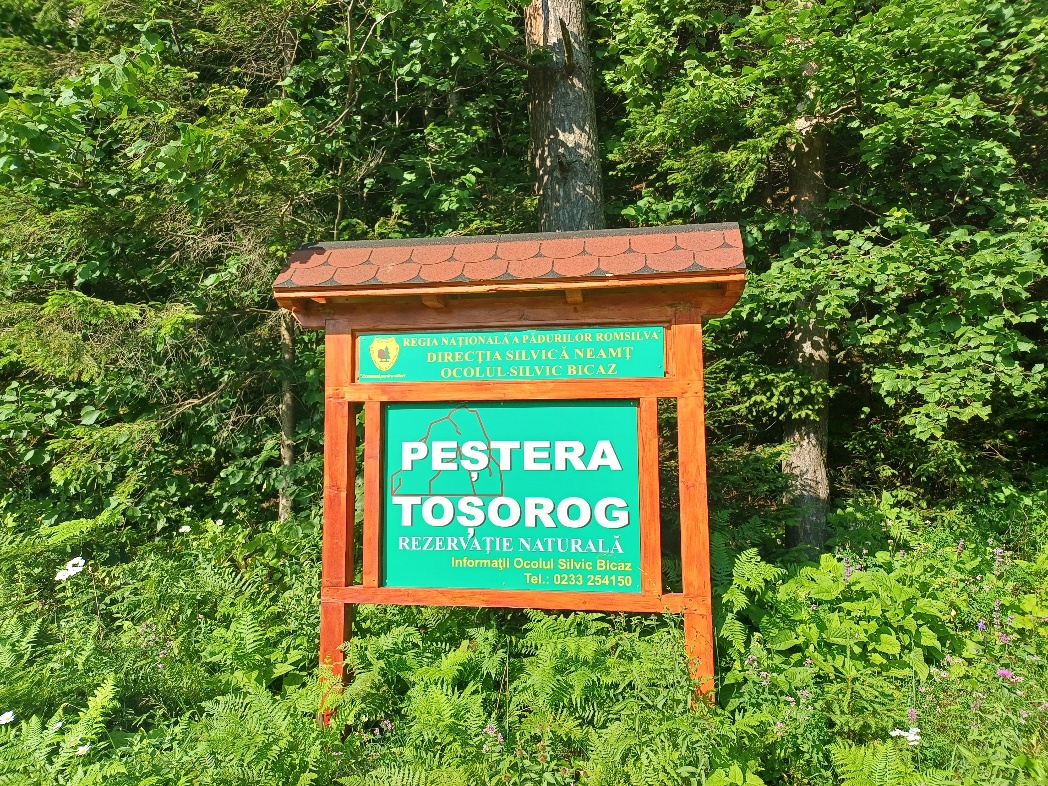 REGIA NAȚIONALĂ A PĂDURILOR ROMSILVA
DIRECȚIA SILVICĂ NEAMȚ
OCOLUL SILVIC BICAZ
PEȘTERA
TOȘOROG
REZERVAȚIE NATURALĂ
Informaţii Ocolul Silvic Bicaz
Tel.: 0233 254150